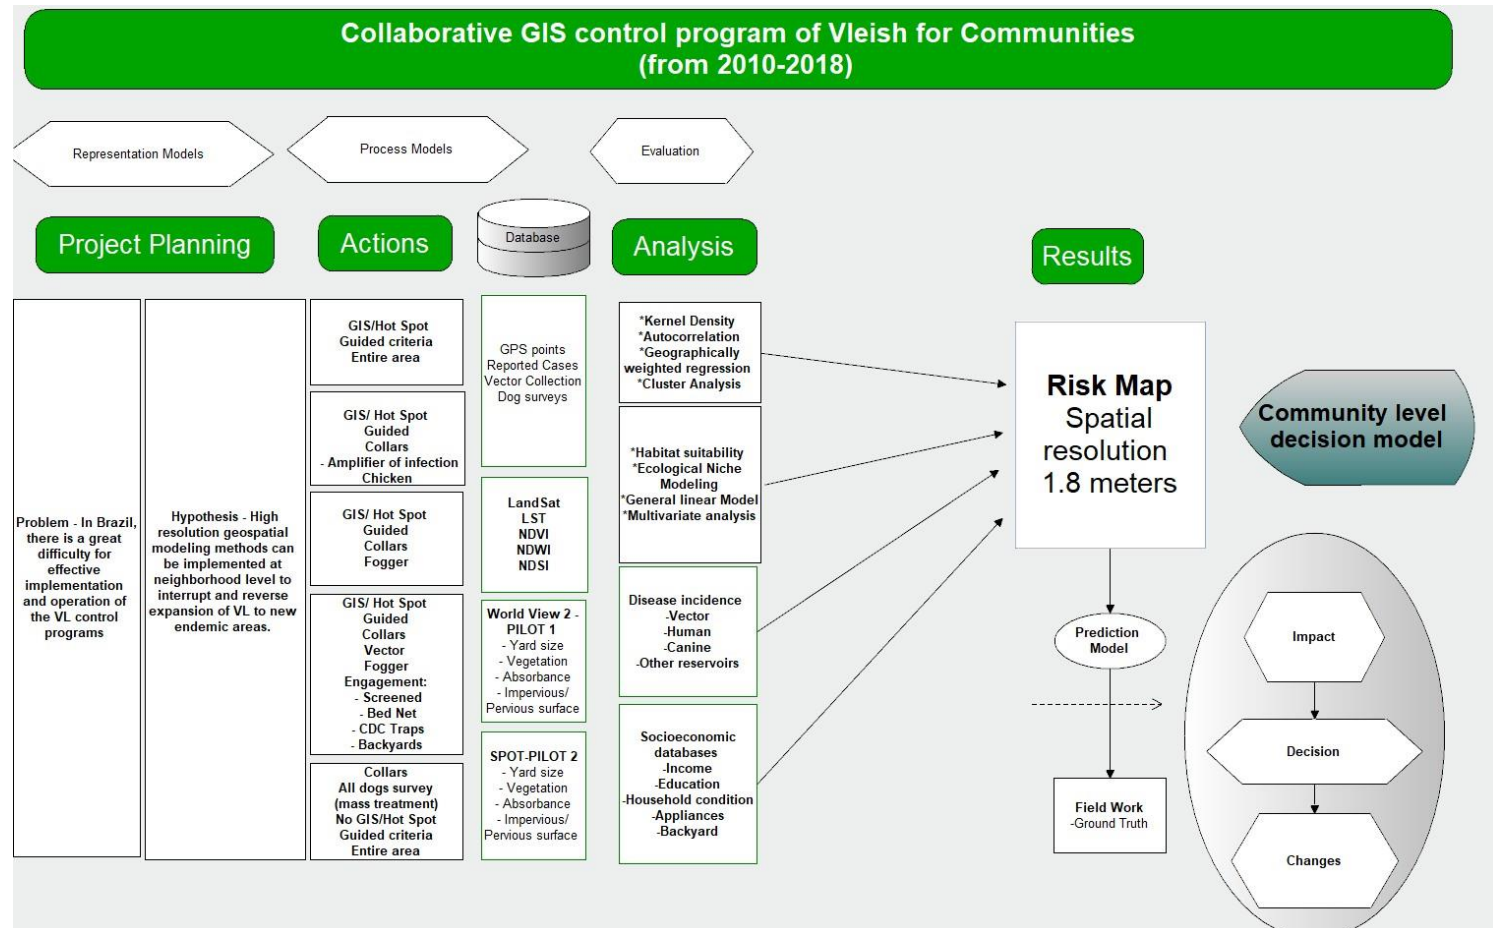 Collaborative GIS control program of Vleish for Communities
(from 2010-2018)
Representation Models
Process Models
Evaluation
Project Planning
Actions
Database
Analysis
Results
Problem - In Brazil,
there is a great
difficulty for
effective
implementation
and operation of
the VL control
programs
Hypothesis - High
resolution geospatial
modeling methods can
be implemented at
neighborhood level to
interrupt and reverse
expansion of VL to new
endemic areas.
GIS/Hot Spot
Guided criteria
Entire area
GIS/ Hot Spot
Guided
Collars
- Amplifier of infection
Chicken
GIS/ Hot Spot
Guided
Collars
Fogger
GIS/ Hot Spot
Guided
Collars
Vector
Fogger
Engagement:
- Screened
- Bed Net
- CDC Traps
- Backyards
Collars
All dogs survey
(mass treatment)
No GIS/Hot Spot
Guided criteria
Entire area
GPS points
Reported Cases
Vector Collection
Dog surveys
LandSat
LST
NDVI
NDWI
NDSI
World View 2 -
PILOT 1
- Yard size
- Vegetation
- Absorbance
- Impervious/
Pervious surface
SPOT-PILOT 2
- Yard size
- Vegetation
- Absorbance
- Impervious/
Pervious surface
*Kernel Density
*Autocorrelation
*Geographically
weighted regression
*Cluster Analysis
*Habitat suitability
*Ecological Niche
Modeling
*General linear Model
*Multivariate analysis
Disease incidence
-Vector
-Human
-Canine
-Other reservoirs
Socioeconomic
databases
-Income
-Education
-Household condition
-Appliances
-Backyard
Risk Map
Spatial
resolution
1.8 meters
Prediction
Model
Field Work
-Ground Truth
Community level
decision model
Impact
Decision
Changes